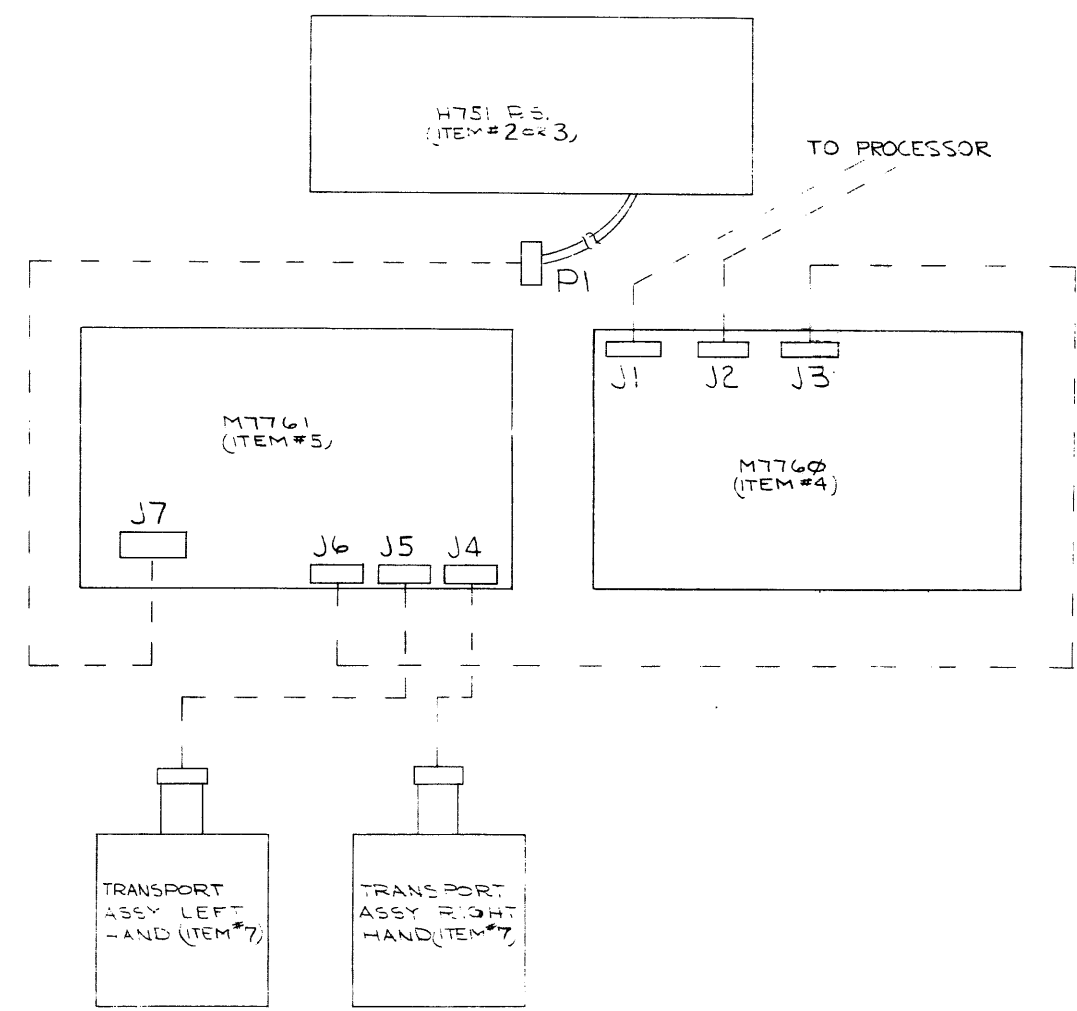 H751 P.S.
(ITEM #2 OR 3)
TO PROCESSOR
P1
J1 J2 J3
M7761
(ITEM #5)
M776Ø
(ITEM #4)
J7
J6 J5 J4
TRANSPORT
ASSY LEFT
HAND (ITEM #7)
TRANSPORT
ASSY RIGHT
HAND (ITEM #7)